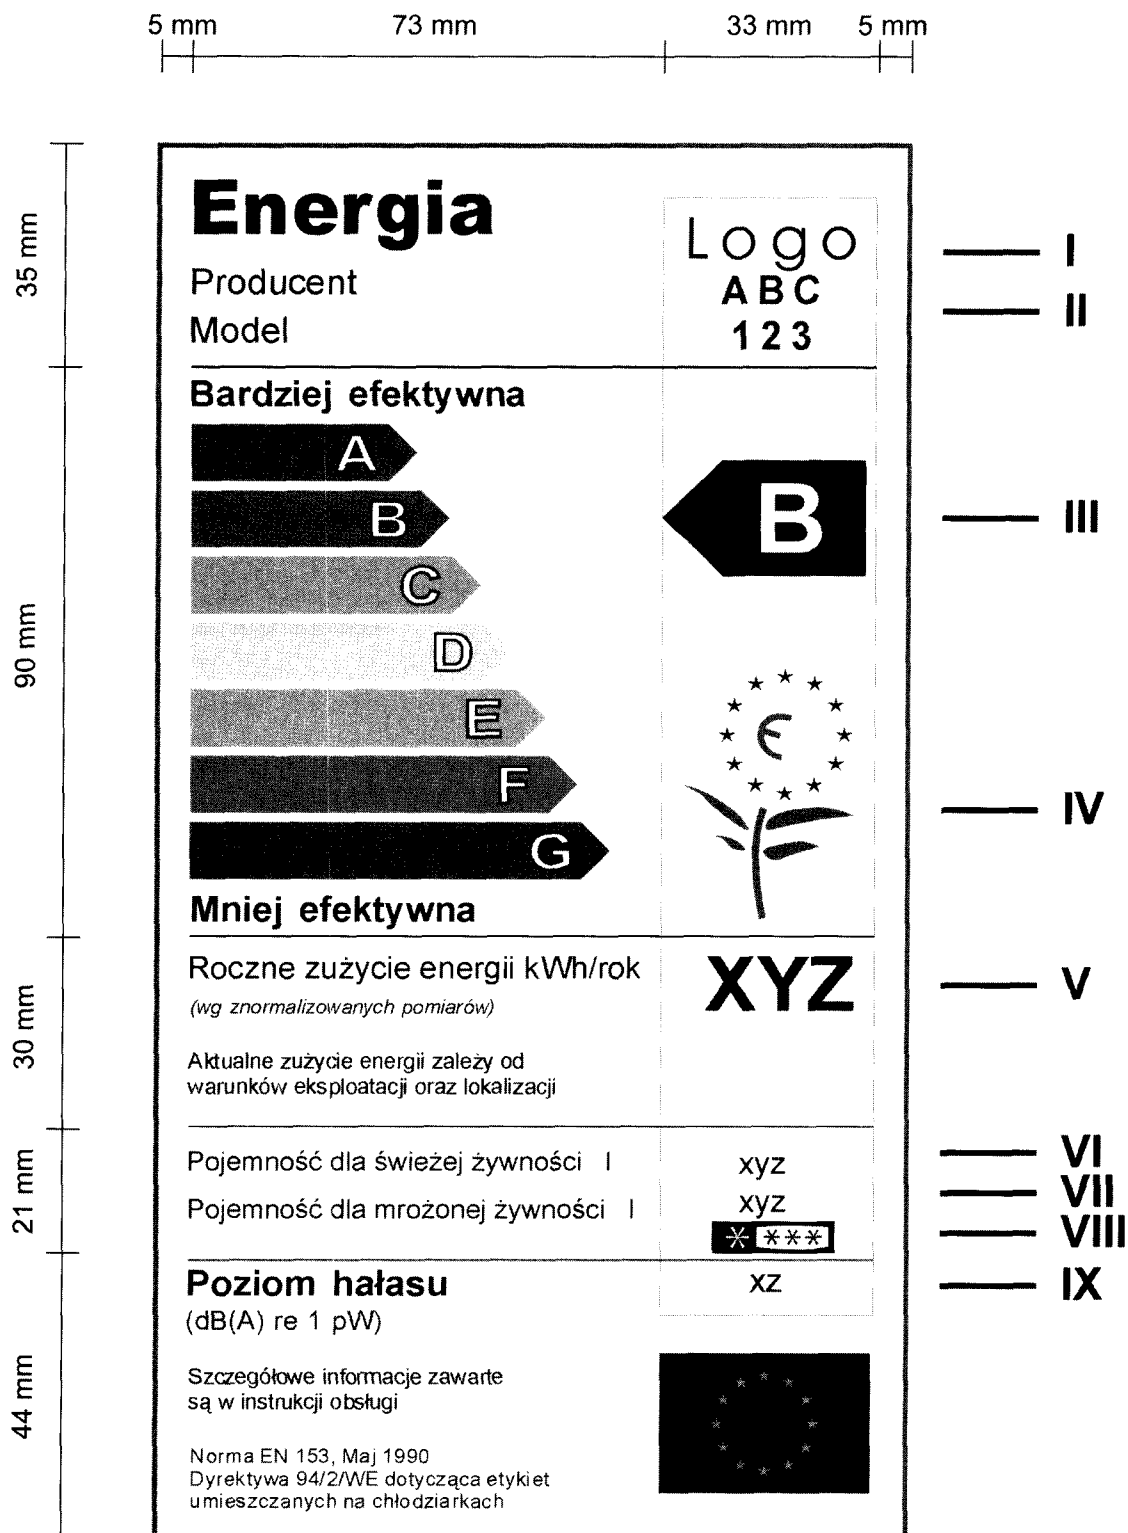 5 mm 73 mm 33 mm 5 mm
35 mm
90 mm
30 mm
21 mm
44 mm
Energia
Producent
Model
Logo
ABC
123
I
II
Bardziej efektywna
A
B
C
D
E
F
G
B
III
IV
Mniej efektywna
Roczne zużycie energii kWh/rok XYZ V
(wg znormalizowanych pomiarów)
Aktualne zużycie energii zależy od
warunków eksploatacji oraz lokalizacji
Pojemność dla świeżej żywności l xyz VI
Pojemność dla mrożonej żywności l xyz VII
* *** VIII
Poziom hałasu xz IX
(dB(A) re 1 pW)
Szczegółowe informacje zawarte
są w instrukcji obsługi
Norma EN 153, Maj 1990
Dyrektywa 94/2/WE dotycząca etykiet
umieszczanych na chłodziarkach